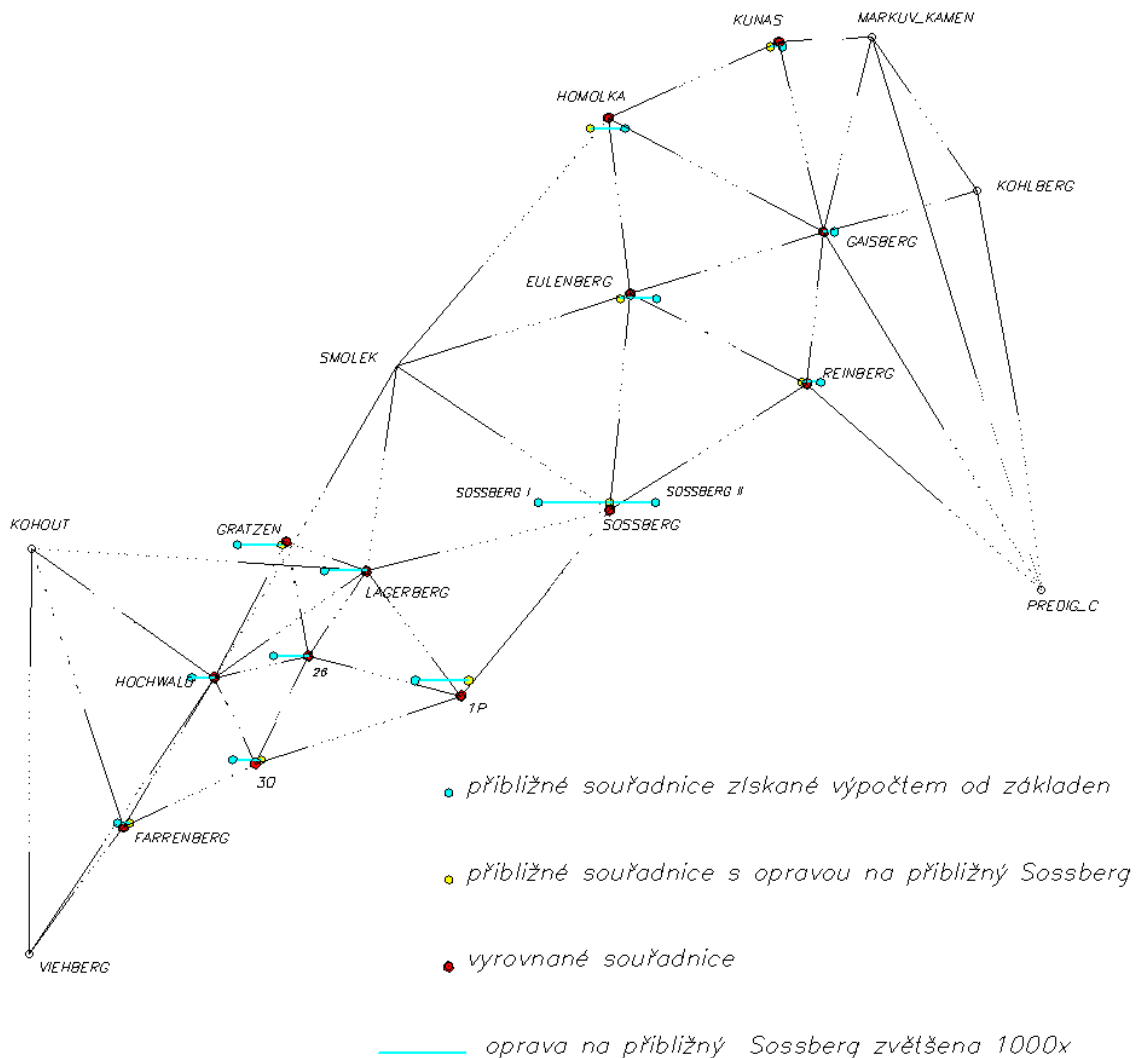 KUNAS
MARKUV_KAMEN
HOMOLKA
KOHLBERG
GAISBERG
EULENBERG
SMOLEK
REINBERG
SOSSBERG I
SOSSBERG II
SOSSBERG
KOHOUT
GRATZEN
LAGERBERG
PREDIG_C
HOCHWALD
26
1P
30
přibližné souřadnice získané výpočtem od základen
FARRENBERG
přibližné souřadnice s opravou na přibližný Sossberg
VIEHBERG
vyrovnané souřadnice
oprava na přibližný Sossberg zvětšena 1000x